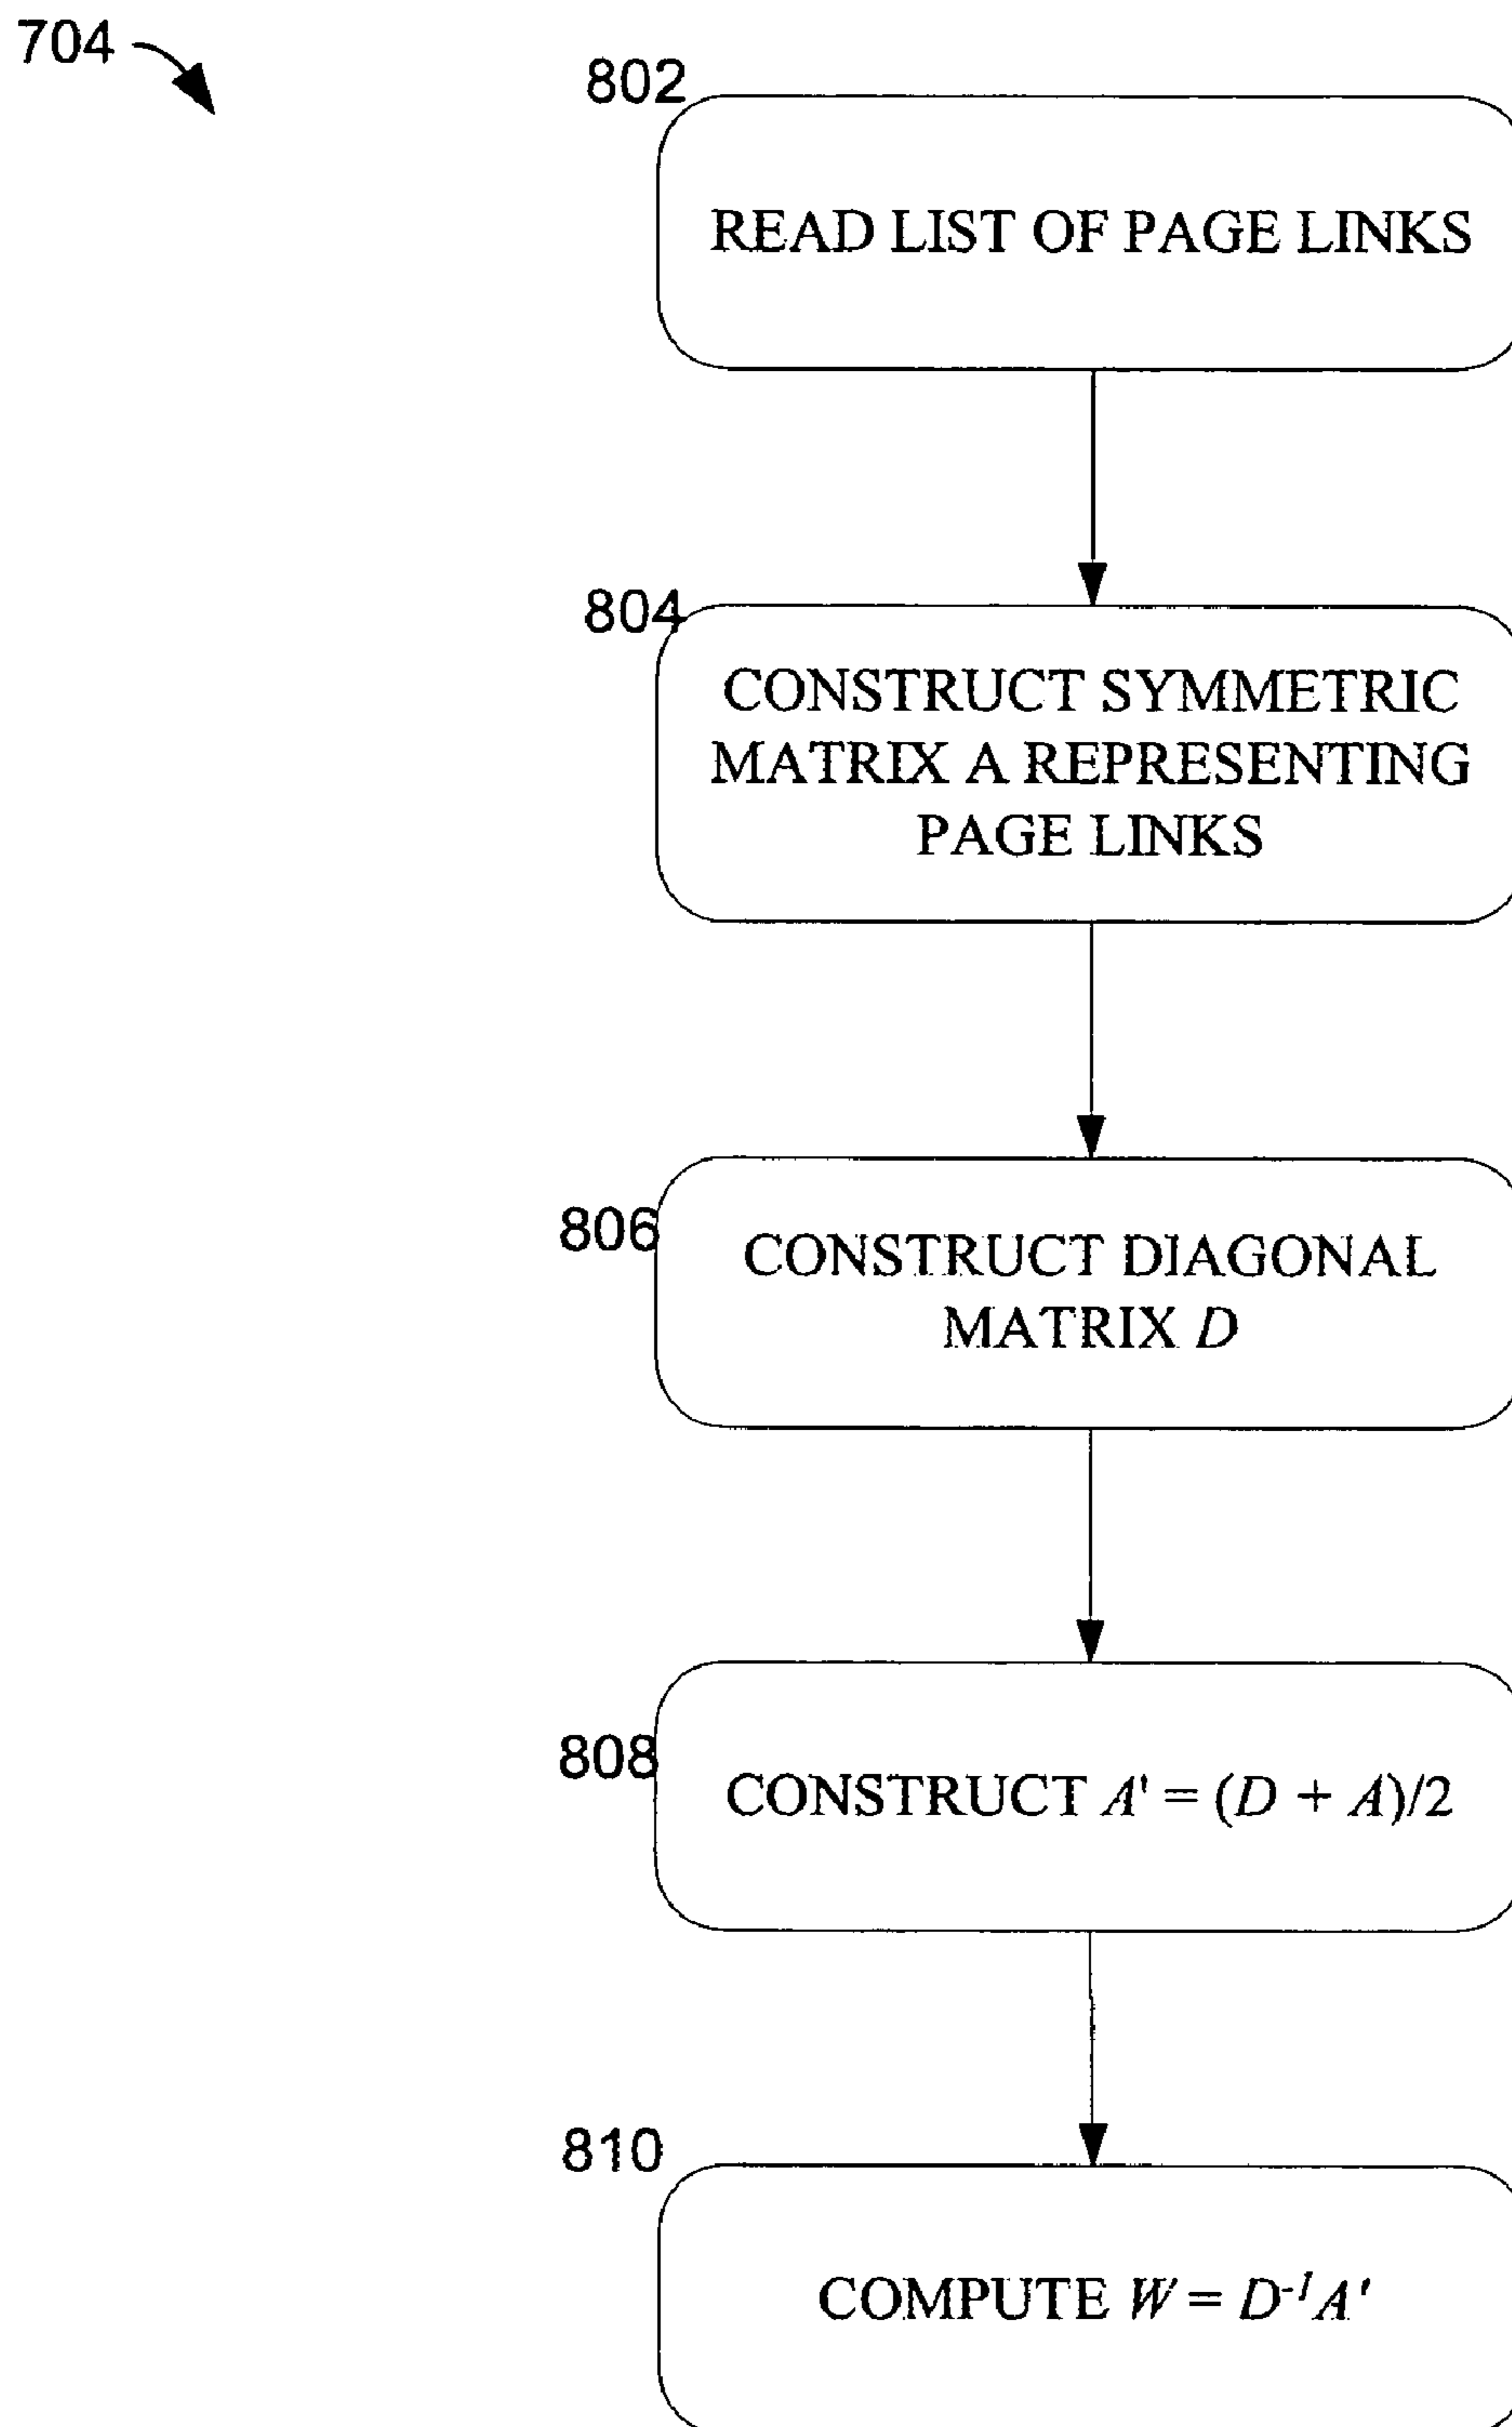 704
802
READ LIST OF PAGE LINKS
804
CONSTRUCT SYMMETRIC
MATRIX A REPRESENTING
PAGE LINKS
806
CONSTRUCT DIAGONAL
MATRIX D
808
CONSTRUCT A' = (D + A)/2
810
COMPUTE W = D⁻¹A'